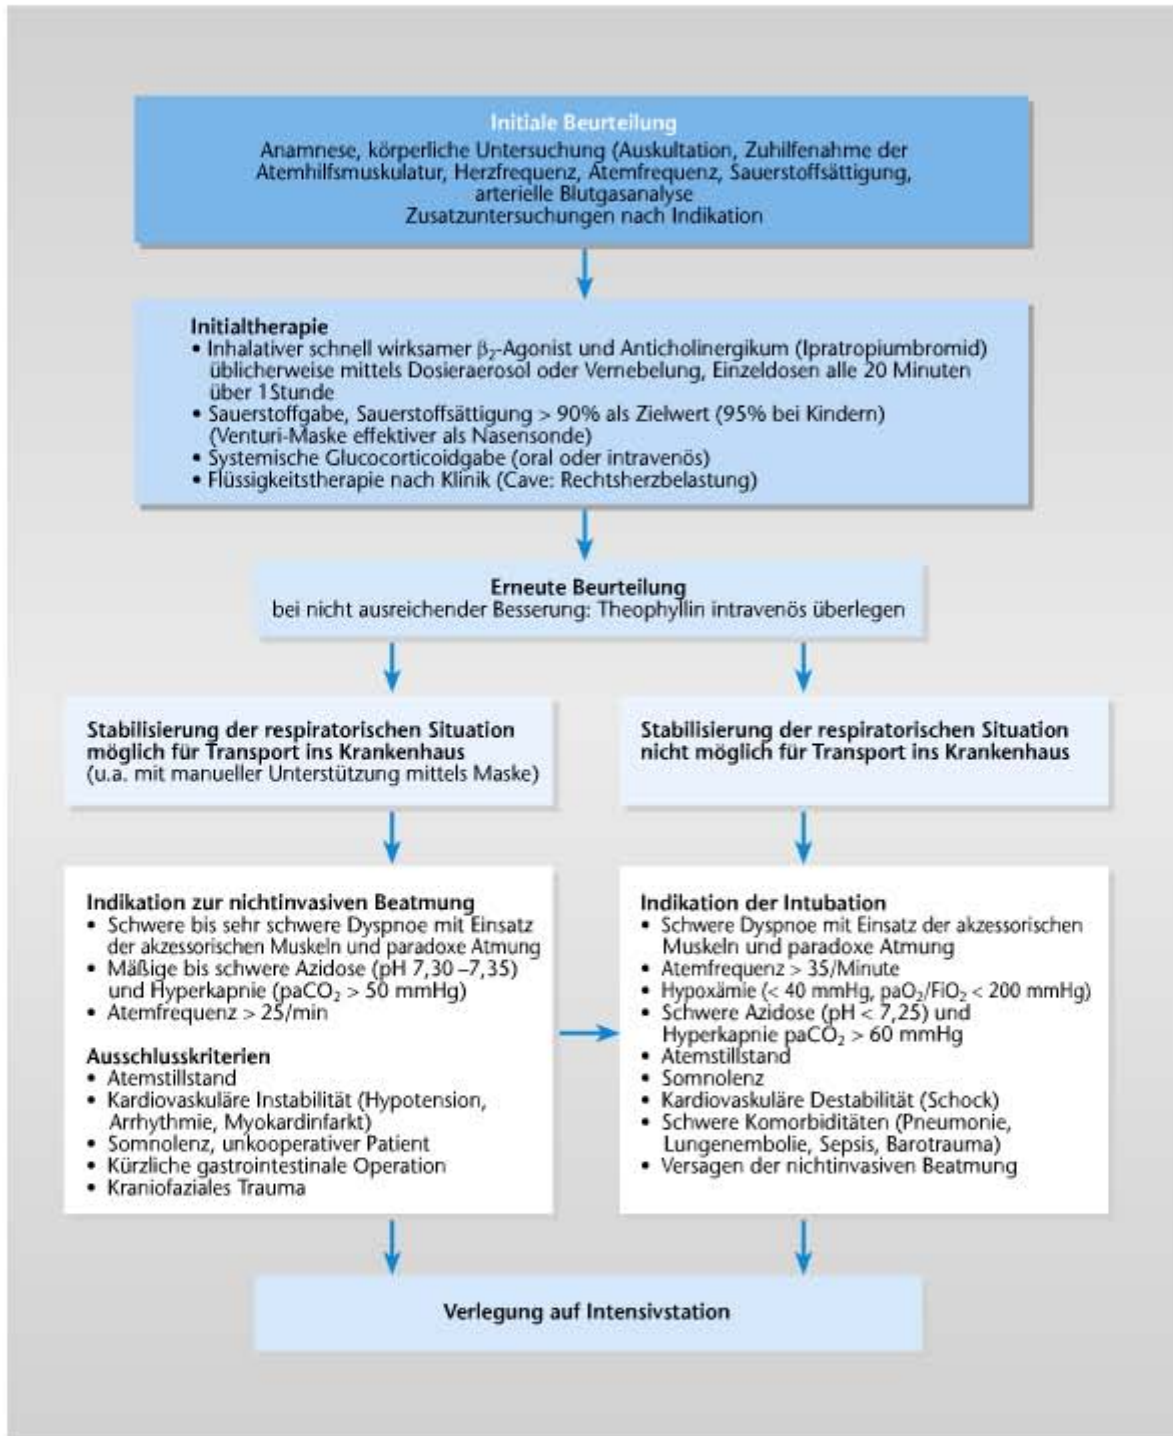 Initiale Beurteilung
Anamnese, körperliche Untersuchung (Auskultation, Zuhilfenahme der
Atemhilfsmuskulatur, Herzfrequenz, Atemfrequenz, Sauerstoffsättigung,
arterielle Blutgasanalyse
Zusatzuntersuchungen nach Indikation
Initialtherapie
• Inhalativer schnell wirksamer β₂-Agonist und Anticholinergikum (Ipratropiumbromid)
üblicherweise mittels Dosieraerosol oder Vernebelung, Einzeldosen alle 20 Minuten
über 1 Stunde
• Sauerstoffgabe, Sauerstoffsättigung > 90% als Zielwert (95% bei Kindern)
(Venturi-Maske effektiver als Nasensonde)
• Systemische Glucocorticoidgabe (oral oder intravenös)
• Flüssigkeitstherapie nach Klinik (Cave: Rechtsherzbelastung)
Erneute Beurteilung
bei nicht ausreichender Besserung: Theophyllin intravenös überlegen
Stabilisierung der respiratorischen Situation
möglich für Transport ins Krankenhaus
(u.a. mit manueller Unterstützung mittels Maske)
Stabilisierung der respiratorischen Situation
nicht möglich für Transport ins Krankenhaus
Indikation zur nichtinvasiven Beatmung
• Schwere bis sehr schwere Dyspnoe mit Einsatz
der akzessorischen Muskeln und paradoxe Atmung
• Mäßige bis schwere Azidose (pH 7,30 –7,35)
und Hyperkapnie (paCO₂ > 50 mmHg)
• Atemfrequenz > 25/min
Ausschlusskriterien
• Atemstillstand
• Kardiovaskuläre Instabilität (Hypotension,
Arrhythmie, Myokardinfarkt)
• Somnolenz, unkooperativer Patient
• Kürzliche gastrointestinale Operation
• Kraniofaziales Trauma
Indikation der Intubation
• Schwere Dyspnoe mit Einsatz der akzessorischen
Muskeln und paradoxe Atmung
• Atemfrequenz > 35/Minute
• Hypoxämie (< 40 mmHg, paO₂/FiO₂ < 200 mmHg)
• Schwere Azidose (pH < 7,25) und
Hyperkapnie paCO₂ > 60 mmHg
• Atemstillstand
• Somnolenz
• Kardiovaskuläre Destabilität (Schock)
• Schwere Komorbiditäten (Pneumonie,
Lungenembolie, Sepsis, Barotrauma)
• Versagen der nichtinvasiven Beatmung
Verlegung auf Intensivstation